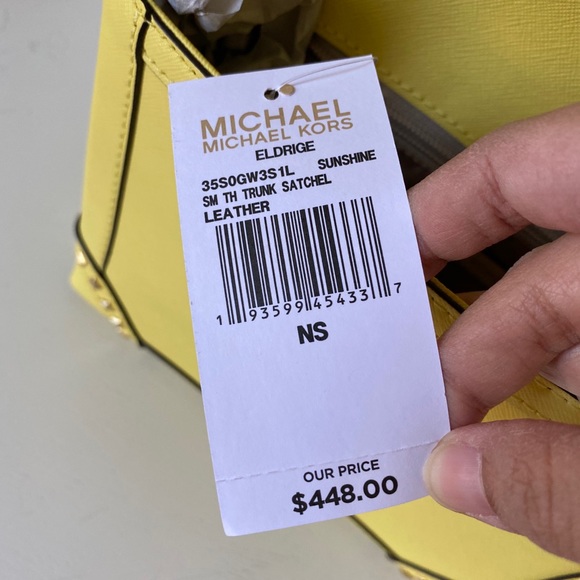 MICHAEL
MICHAEL KORS
ELDRIGE
35S0GW3S1L SUNSHINE
SM TH TRUNK SATCHEL
LEATHER
1 93599 45433 7
NS
OUR PRICE
$448.00